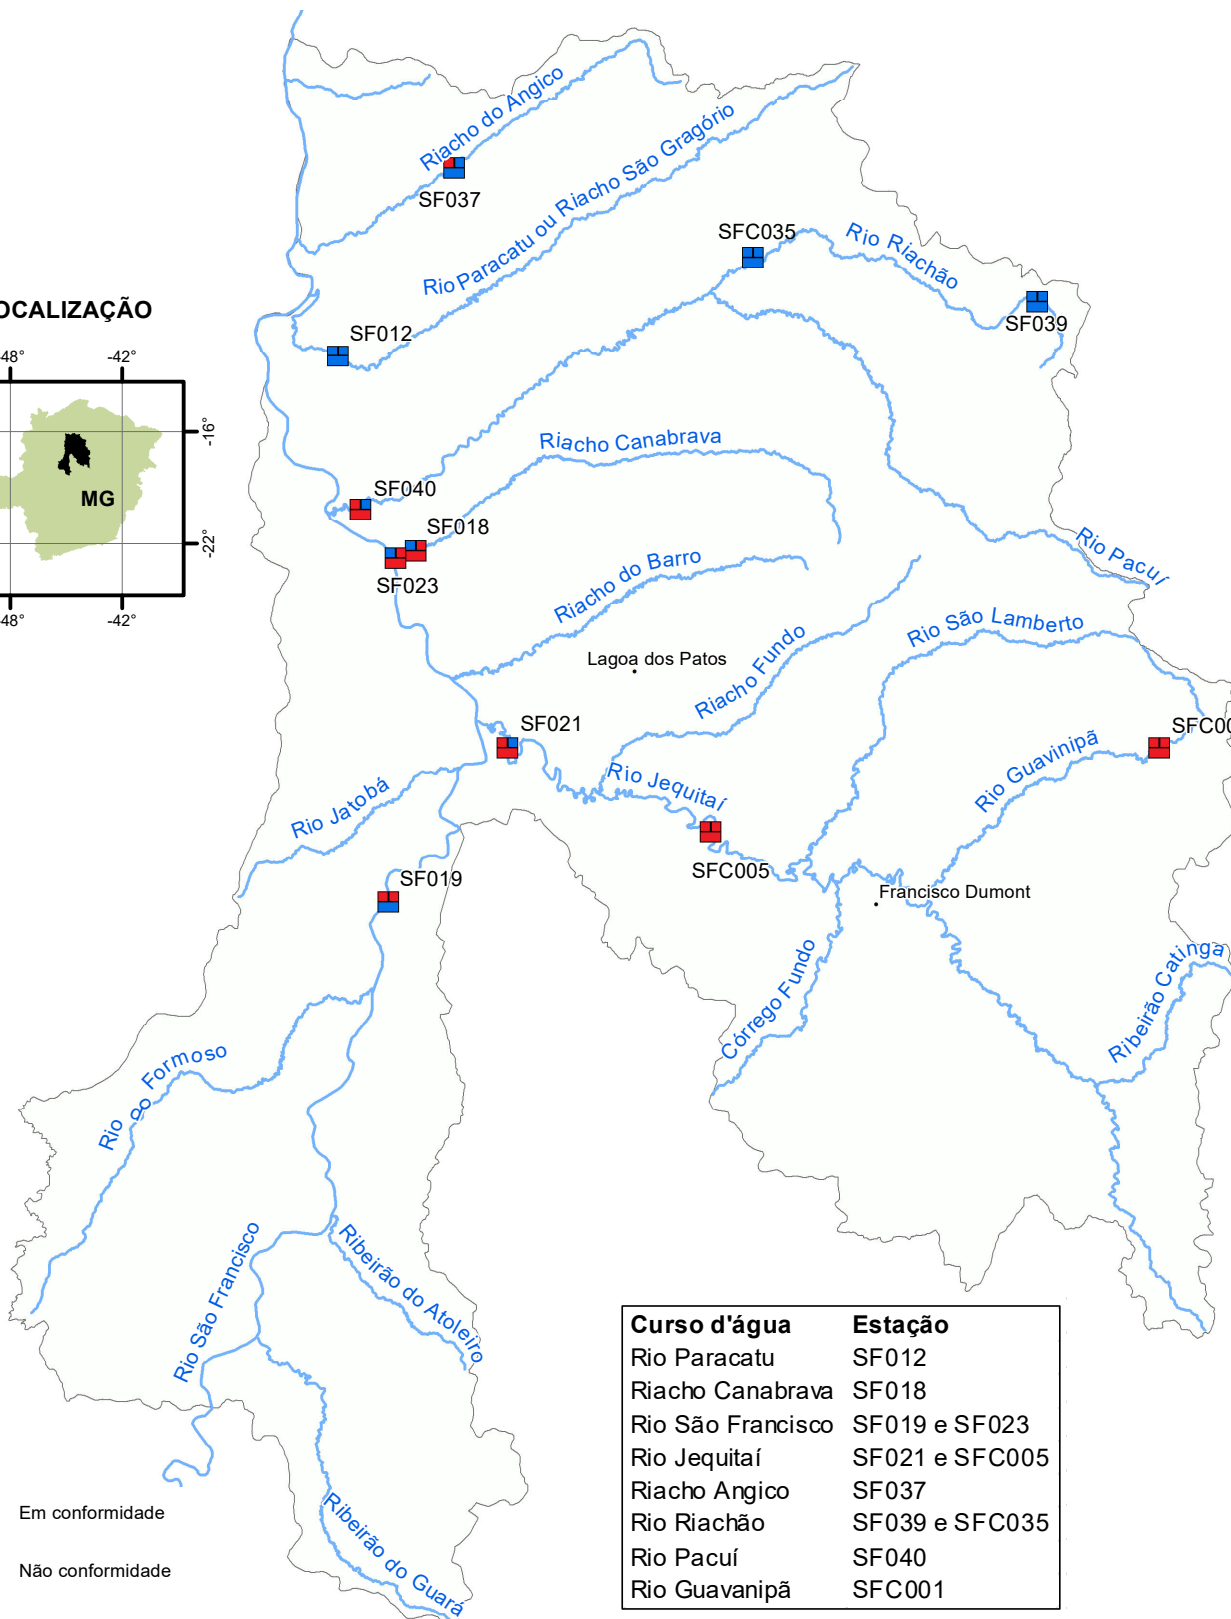 Riacho do Angico
SF037
Rio Paracatu ou Riacho São Gragório
SFC035
Rio Riachão
SF039
OCALIZAÇÃO
SF012
48°
-42°
-16°
MG
-22°
48°
-42°
Riacho Canabrava
SF040
SF018
SF023
Rio Pacuí
Riacho do Barro
Rio São Lamberto
Lagoa dos Patos
Riacho Fundo
SF021
SFC00
Rio Guavinipã
Rio Jequitaí
Rio Jatobá
SFC005
SF019
Francisco Dumont
Córrego Fundo
Ribeirão Catinga
Rio do Formoso
Rio São Francisco
Ribeirão do Atoleiro
Curso d'água Estação
Rio Paracatu SF012
Riacho Canabrava SF018
Rio São Francisco SF019 e SF023
Rio Jequitaí SF021 e SFC005
Riacho Angico SF037
Rio Riachão SF039 e SFC035
Rio Pacuí SF040
Rio Guavanipã SFC001
Em conformidade
Não conformidade
Ribeirão do Guará